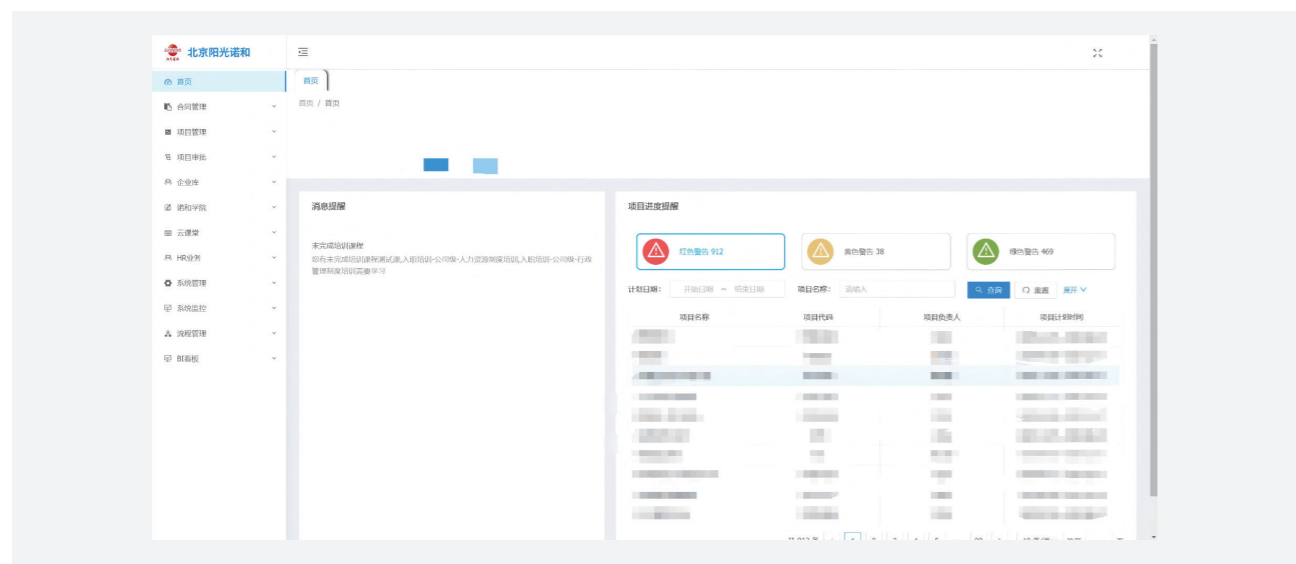 北京阳光诺和
首页
合同管理
项目管理
项目审批
企业库
诺和学院
云课堂
HR业务
系统管理
系统监控
流程管理
BI看板
首页
首页 / 首页
消息提醒
未完成培训课程
您有未完成培训课程测试课,入职培训-公司级-人力资源制度培训,入职培训-公司级-行政
管理制度培训需要学习
项目进度提醒
红色警告 912
黄色警告 38
绿色警告 469
计划日期: 开始日期 ~ 结束日期 项目名称: 请输入 查询 重置 展开
项目名称 项目代码 项目负责人 项目计划时间